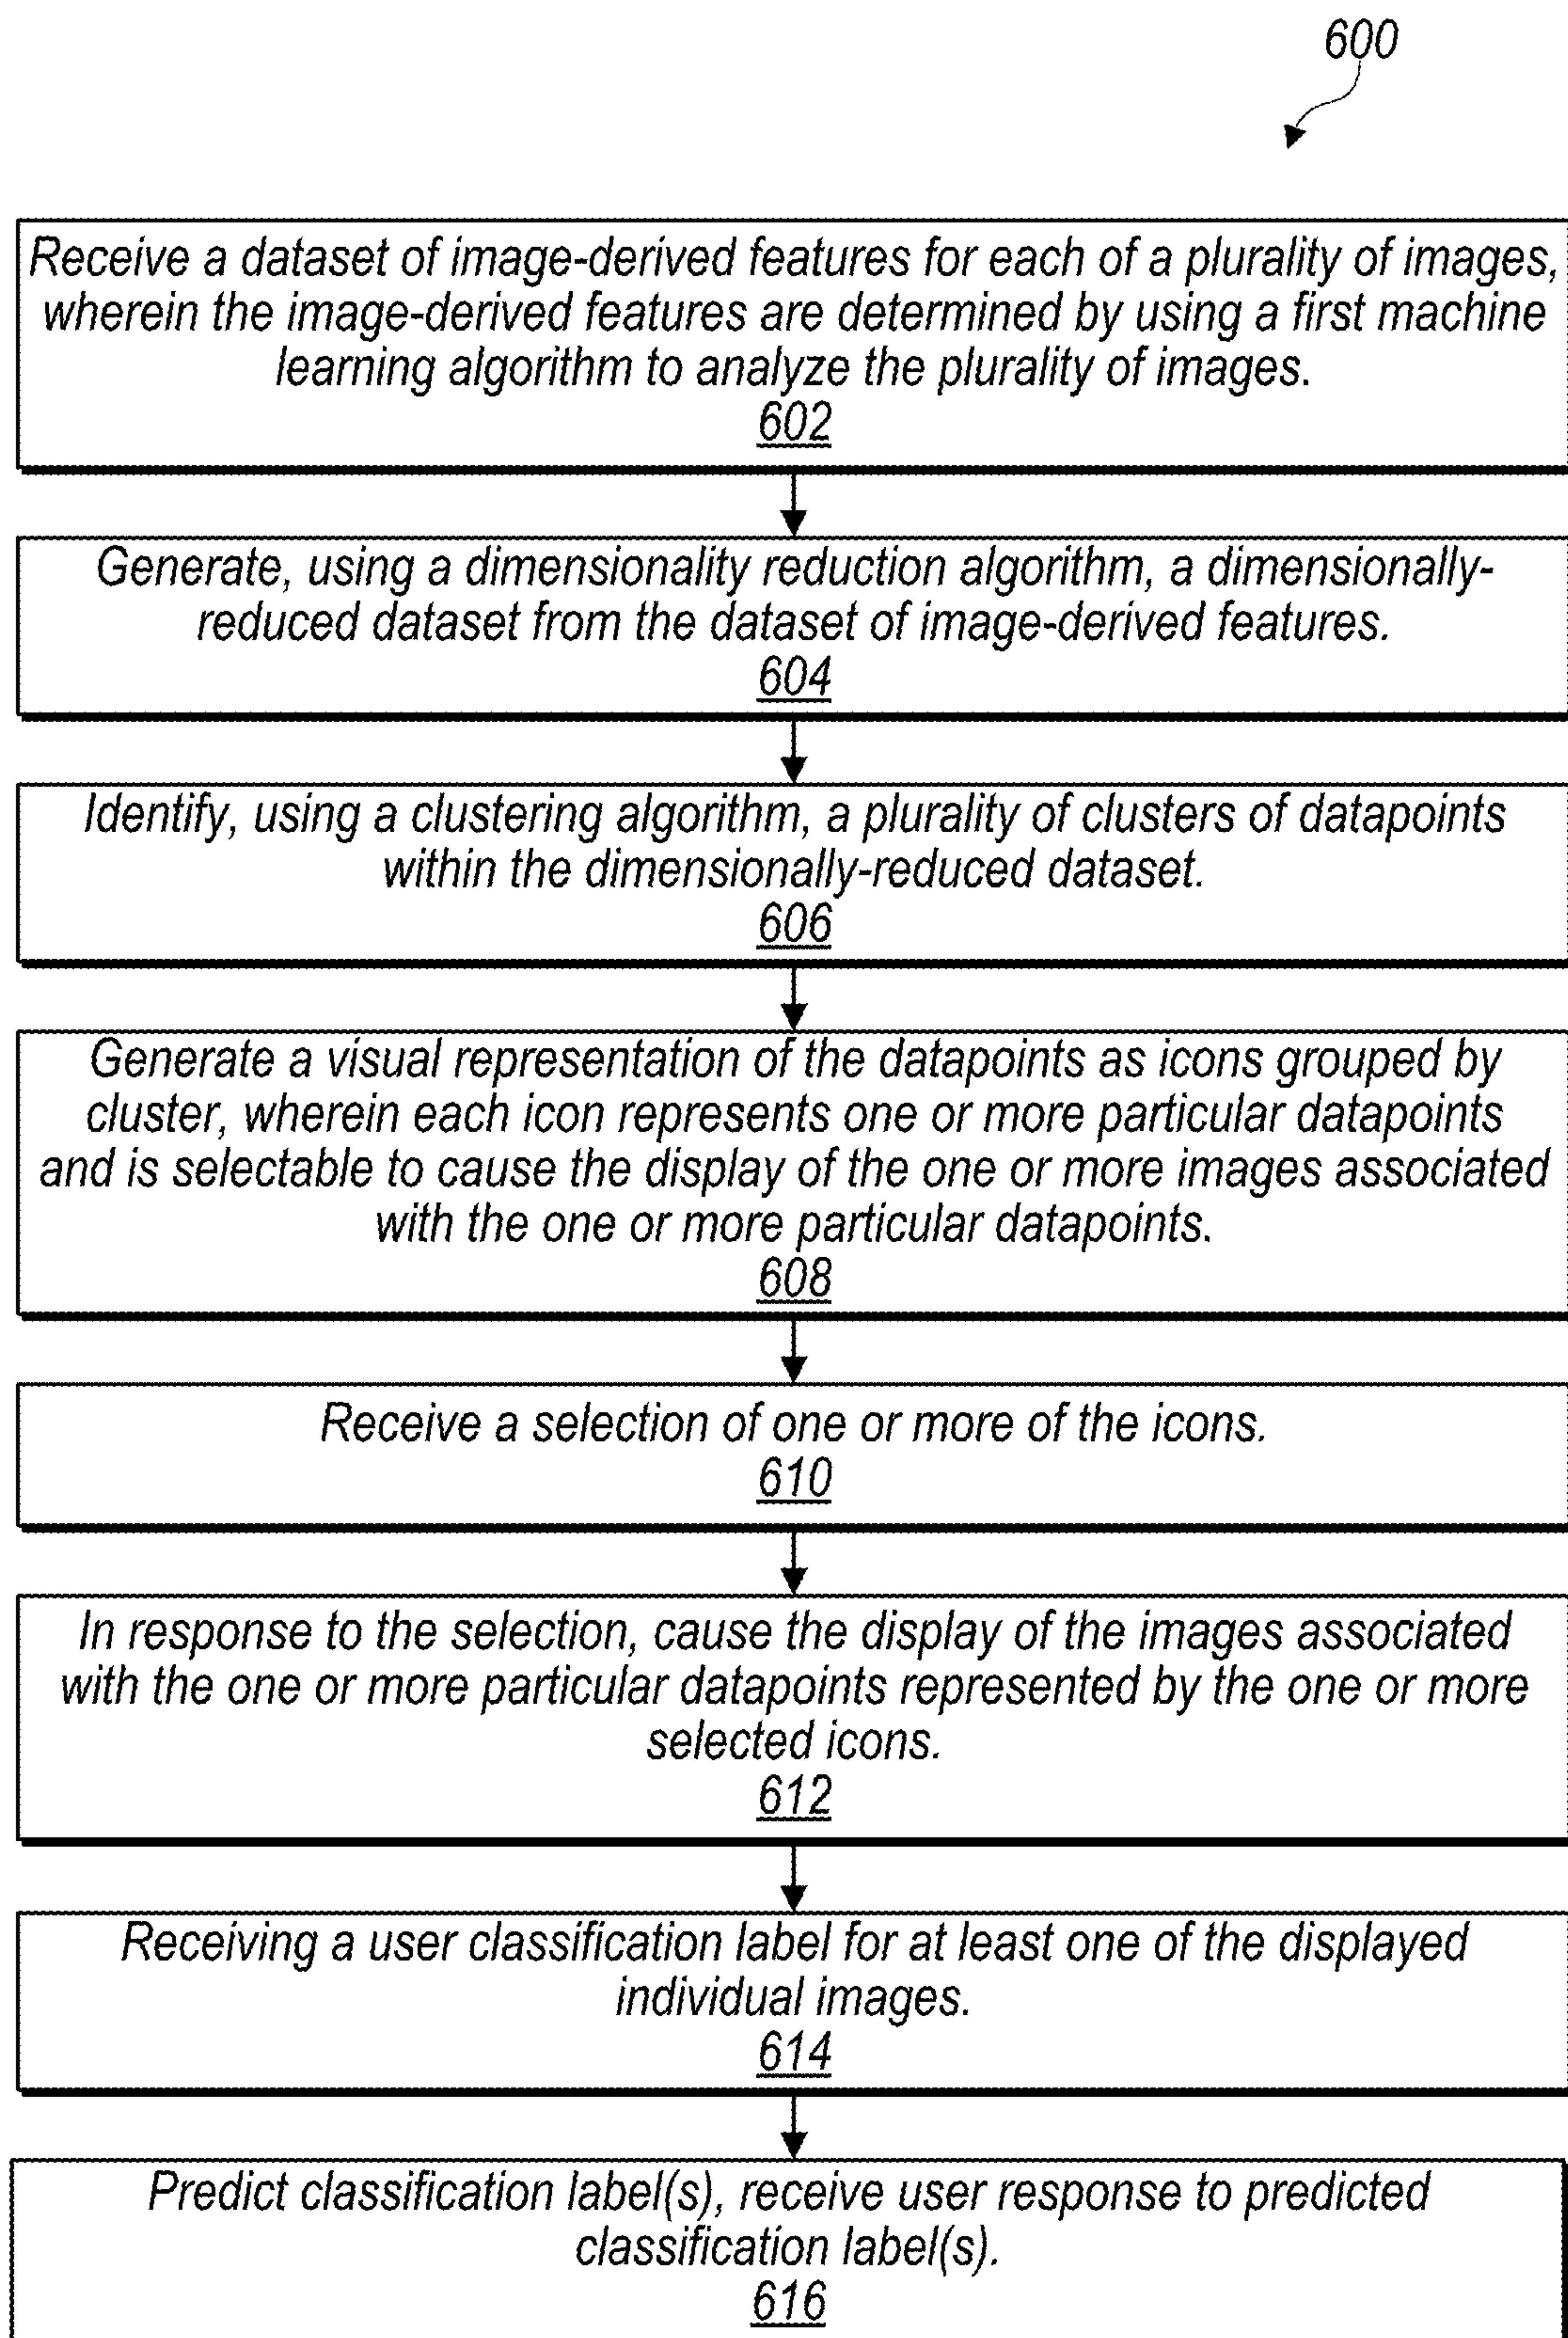 600
Receive a dataset of image-derived features for each of a plurality of images,
wherein the image-derived features are determined by using a first machine
learning algorithm to analyze the plurality of images.
602
Generate, using a dimensionality reduction algorithm, a dimensionally-
reduced dataset from the dataset of image-derived features.
604
Identify, using a clustering algorithm, a plurality of clusters of datapoints
within the dimensionally-reduced dataset.
606
Generate a visual representation of the datapoints as icons grouped by
cluster, wherein each icon represents one or more particular datapoints
and is selectable to cause the display of the one or more images associated
with the one or more particular datapoints.
608
Receive a selection of one or more of the icons.
610
In response to the selection, cause the display of the images associated
with the one or more particular datapoints represented by the one or more
selected icons.
612
Receiving a user classification label for at least one of the displayed
individual images.
614
Predict classification label(s), receive user response to predicted
classification label(s).
616